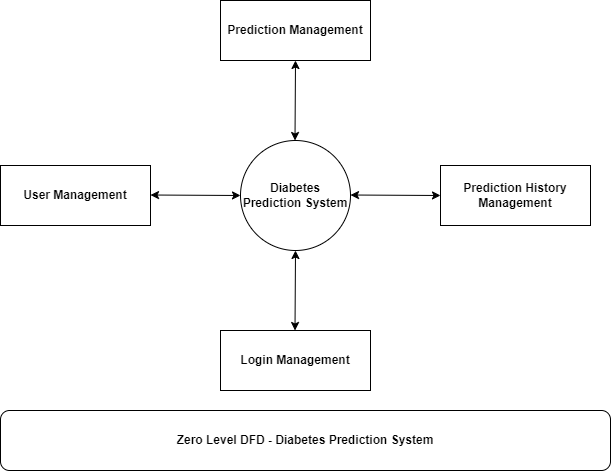 Prediction Management
User Management
Diabetes
Prediction System
Prediction History
Management
Login Management
Zero Level DFD - Diabetes Prediction System